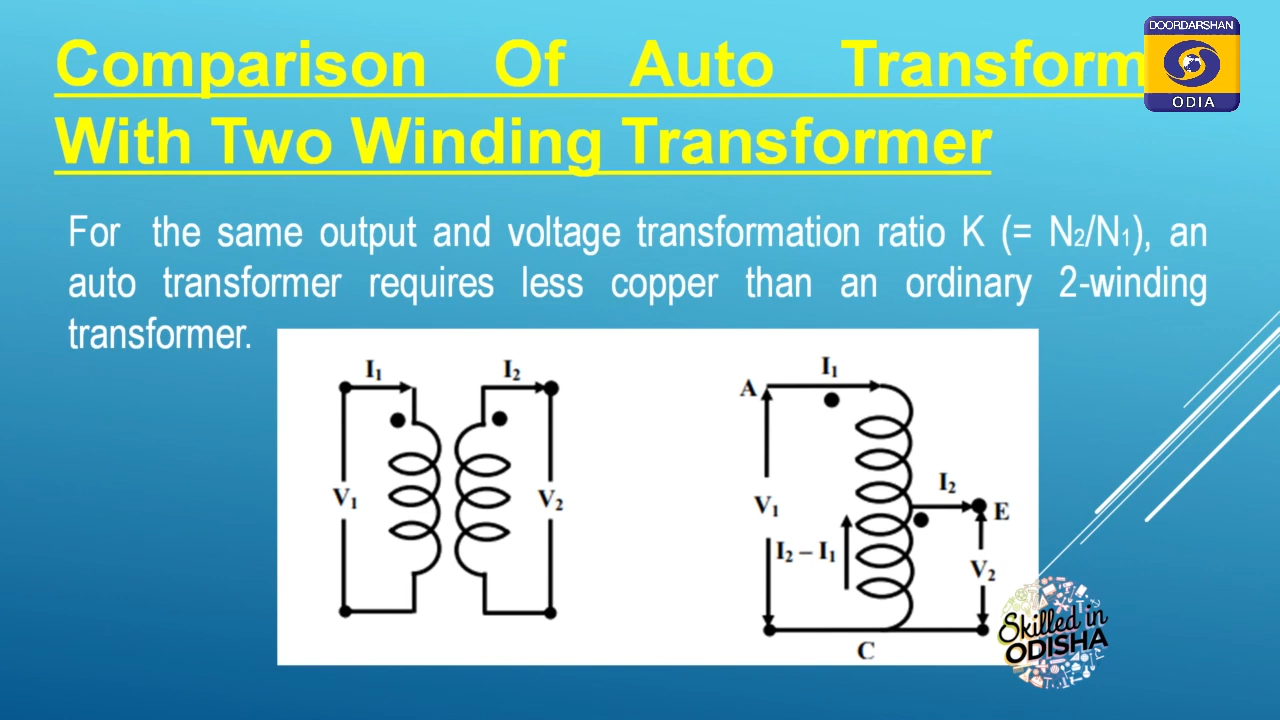 Comparison Of Auto Transform
With Two Winding Transformer
DOORDARSHAN
ODIA
For the same output and voltage transformation ratio K (= N₂/N₁), an
auto transformer requires less copper than an ordinary 2-winding
transformer.
I₁
I₂
V₁
V₂
A
I₁
I₂
E
V₁
I₂ – I₁
V₂
C
Skilled in
ODISHA